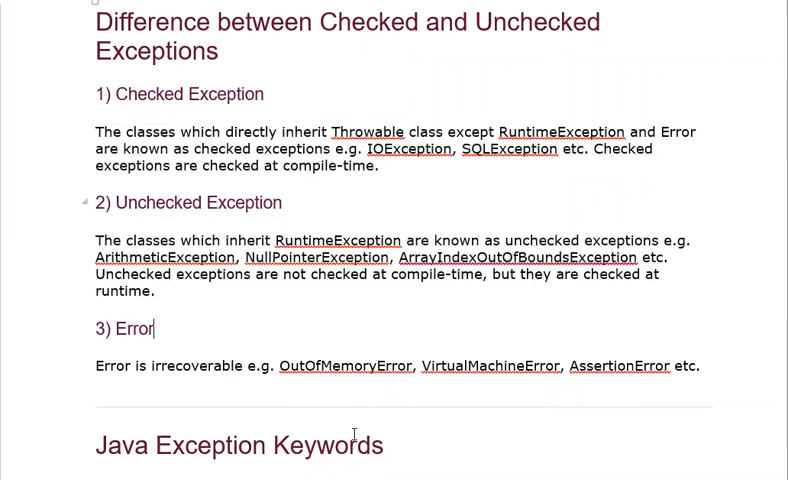 Difference between Checked and Unchecked
Exceptions
1) Checked Exception
The classes which directly inherit Throwable class except RuntimeException and Error
are known as checked exceptions e.g. IOException, SQLException etc. Checked
exceptions are checked at compile-time.
2) Unchecked Exception
The classes which inherit RuntimeException are known as unchecked exceptions e.g.
ArithmeticException, NullPointerException, ArrayIndexOutOfBoundsException etc.
Unchecked exceptions are not checked at compile-time, but they are checked at
runtime.
3) Error
Error is irrecoverable e.g. OutOfMemoryError, VirtualMachineError, AssertionError etc.
Java Exception Keywords